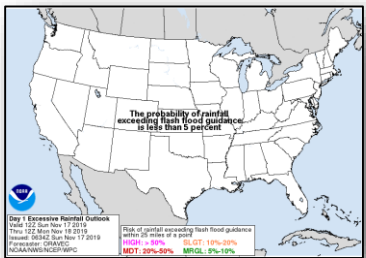 The probability of rainfall
exceeding flash flood guidance
is less than 5 percent
NOAA
Day 1 Excessive Rainfall Outlook
Valid 12Z Sun Nov 17 2019
Thru 12Z Mon Nov 18 2019
Issued: 0634Z Sun Nov 17 2019
Forecaster: ORAVEC
NOAA/NWS/NCEP/WPC
Risk of rainfall exceeding flash flood guidance
within 25 miles of a point
HIGH: > 50% SLGT: 10%-20%
MDT: 20%-50% MRGL: 5%-10%